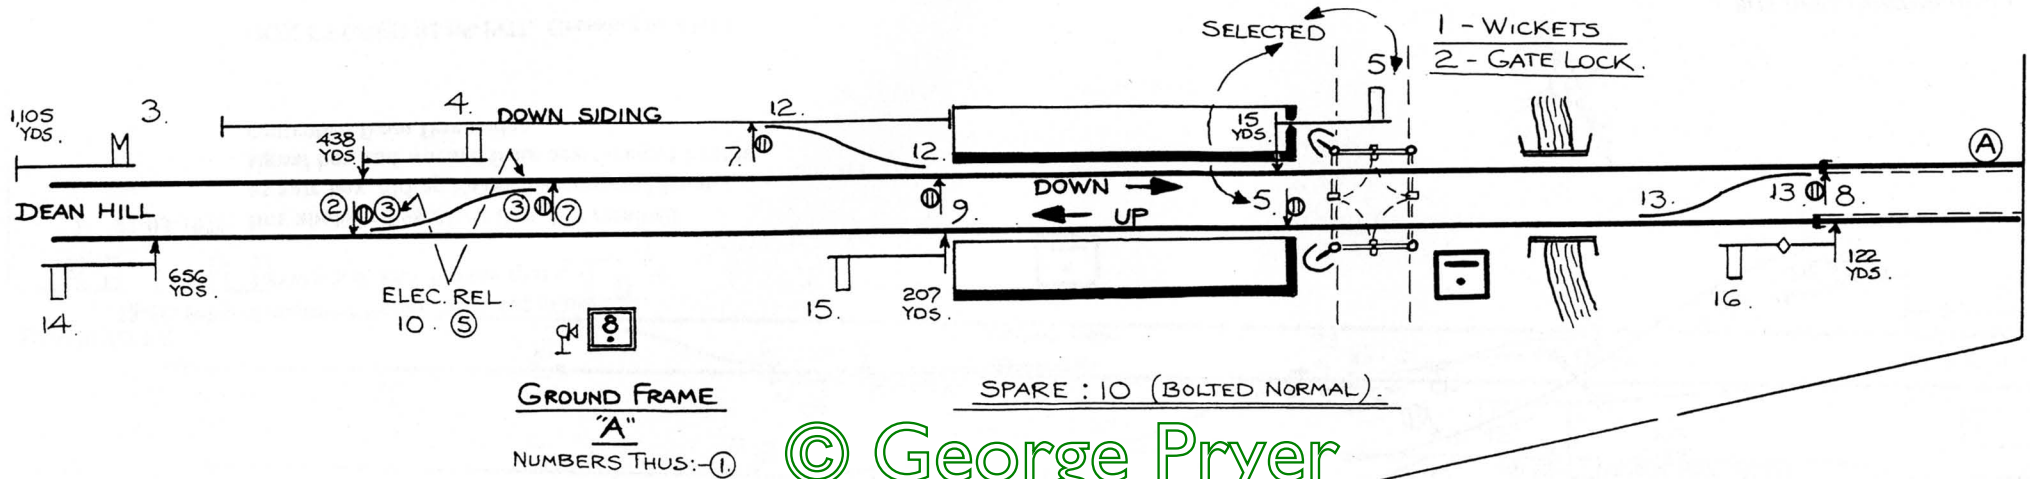 SELECTED
1 - WICKETS
2 - GATE LOCK.
5.
1,105 YDS.
3.
M
438 YDS.
4.
DOWN SIDING
12.
7.
12.
15 YDS.
A
DEAN HILL
2
3
3
7
9.
DOWN
UP
5.
13.
13.
8.
14.
656 YDS.
ELEC. REL.
10. 5
8
15.
207 YDS.
16.
122 YDS.
GROUND FRAME
"A"
NUMBERS THUS:- 1.
SPARE : 10 (BOLTED NORMAL).
© George Pryer